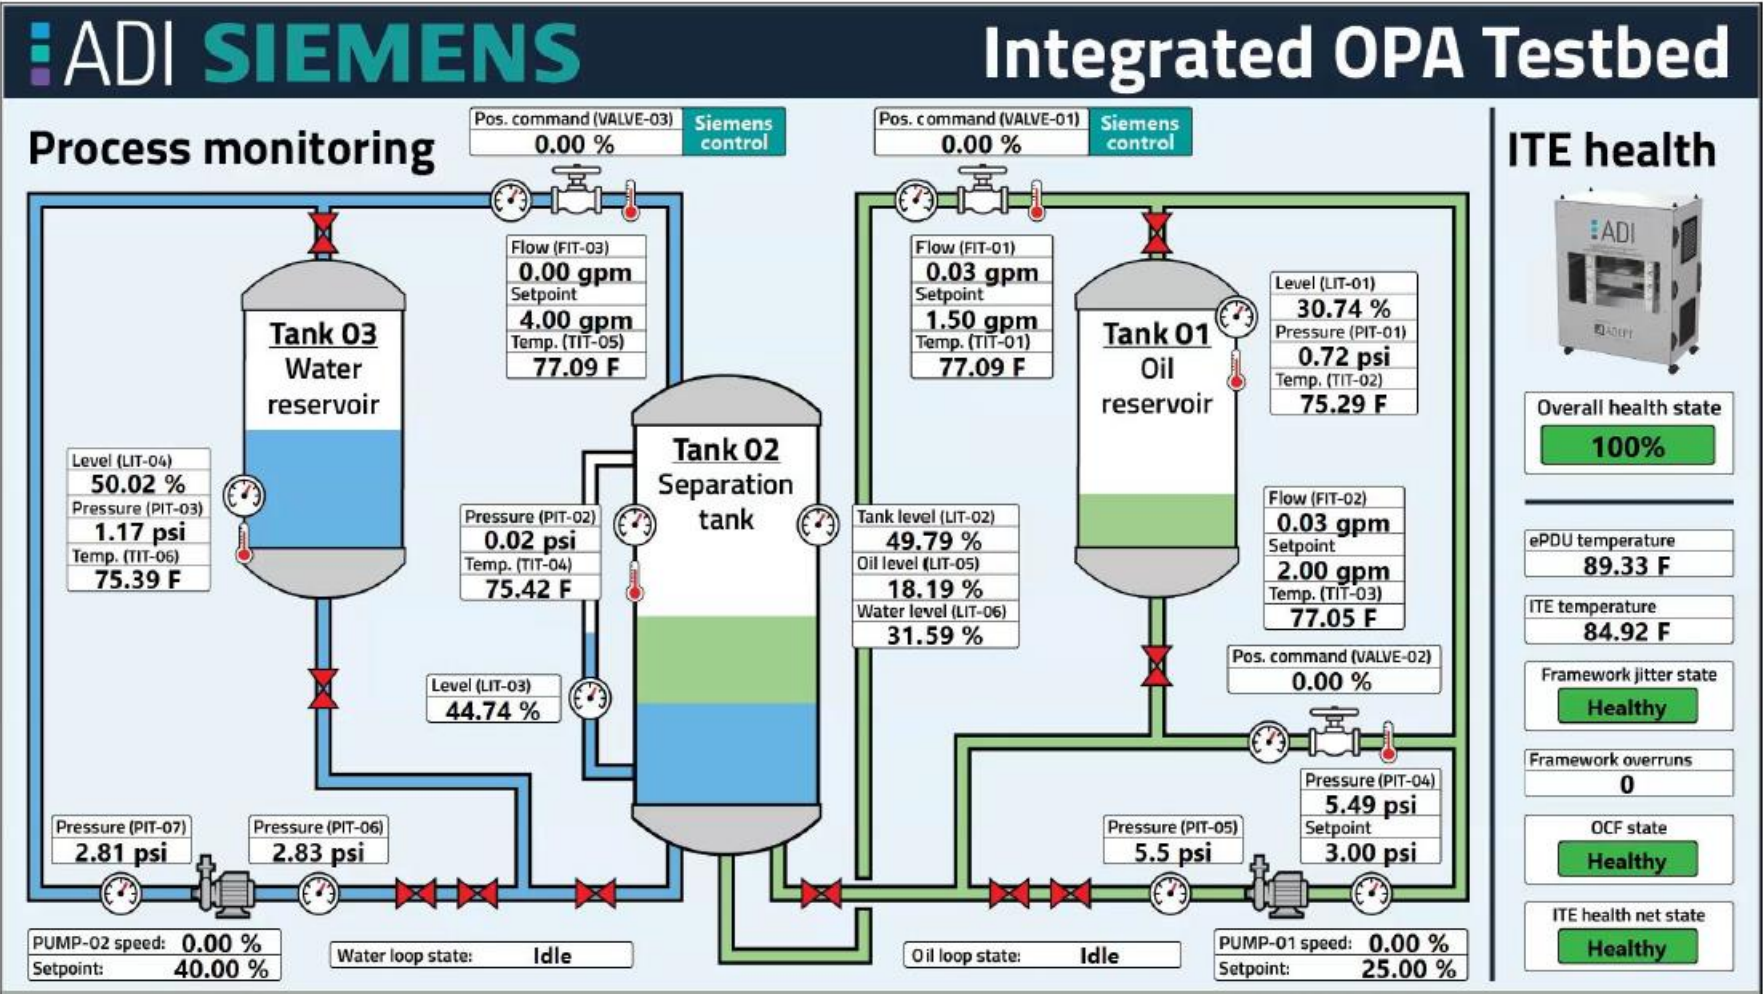 ADI SIEMENS
Integrated OPA Testbed
Process monitoring
Pos. command (VALVE-03)
0.00 %
Siemens
control
Pos. command (VALVE-01)
0.00 %
Siemens
control
Flow (FIT-03)
0.00 gpm
Setpoint
4.00 gpm
Temp. (TIT-05)
77.09 F
Flow (FIT-01)
0.03 gpm
Setpoint
1.50 gpm
Temp. (TIT-01)
77.09 F
Tank 03
Water
reservoir
Tank 01
Oil
reservoir
Level (LIT-01)
30.74 %
Pressure (PIT-01)
0.72 psi
Temp. (TIT-02)
75.29 F
Level (LIT-04)
50.02 %
Pressure (PIT-03)
1.17 psi
Temp. (TIT-06)
75.39 F
Tank 02
Separation
tank
Pressure (PIT-02)
0.02 psi
Temp. (TIT-04)
75.42 F
Tank level (LIT-02)
49.79 %
Oil level (LIT-05)
18.19 %
Water level (LIT-06)
31.59 %
Flow (FIT-02)
0.03 gpm
Setpoint
2.00 gpm
Temp. (TIT-03)
77.05 F
Level (LIT-03)
44.74 %
Pos. command (VALVE-02)
0.00 %
Pressure (PIT-07)
2.81 psi
Pressure (PIT-06)
2.83 psi
Pressure (PIT-05)
5.5 psi
Pressure (PIT-04)
5.49 psi
Setpoint
3.00 psi
PUMP-02 speed: 0.00 %
Setpoint: 40.00 %
Water loop state: Idle
Oil loop state: Idle
PUMP-01 speed: 0.00 %
Setpoint: 25.00 %
ITE health
ADI
Overall health state
100%
ePDU temperature
89.33 F
ITE temperature
84.92 F
Framework jitter state
Healthy
Framework overruns
0
OCF state
Healthy
ITE health net state
Healthy